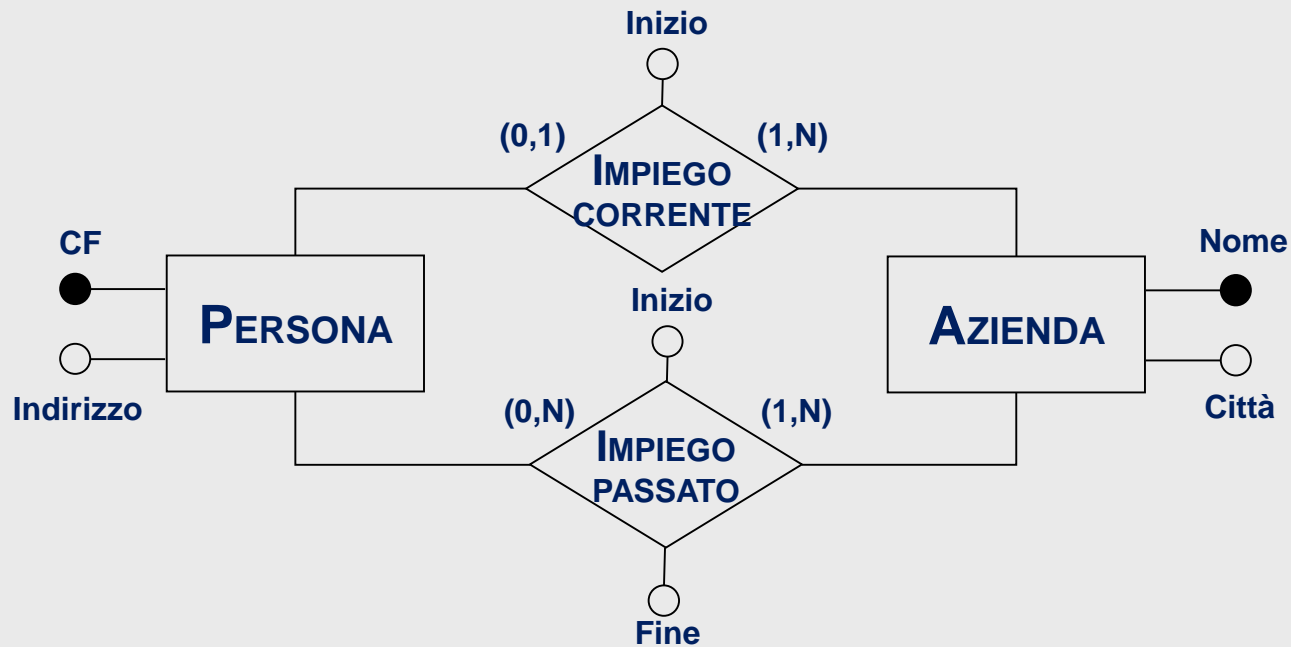 Inizio
(0,1)
(1,N)
IMPIEGO
CORRENTE
CF
Nome
PERSONA
AZIENDA
Inizio
Indirizzo
Città
(0,N)
(1,N)
IMPIEGO
PASSATO
Fine